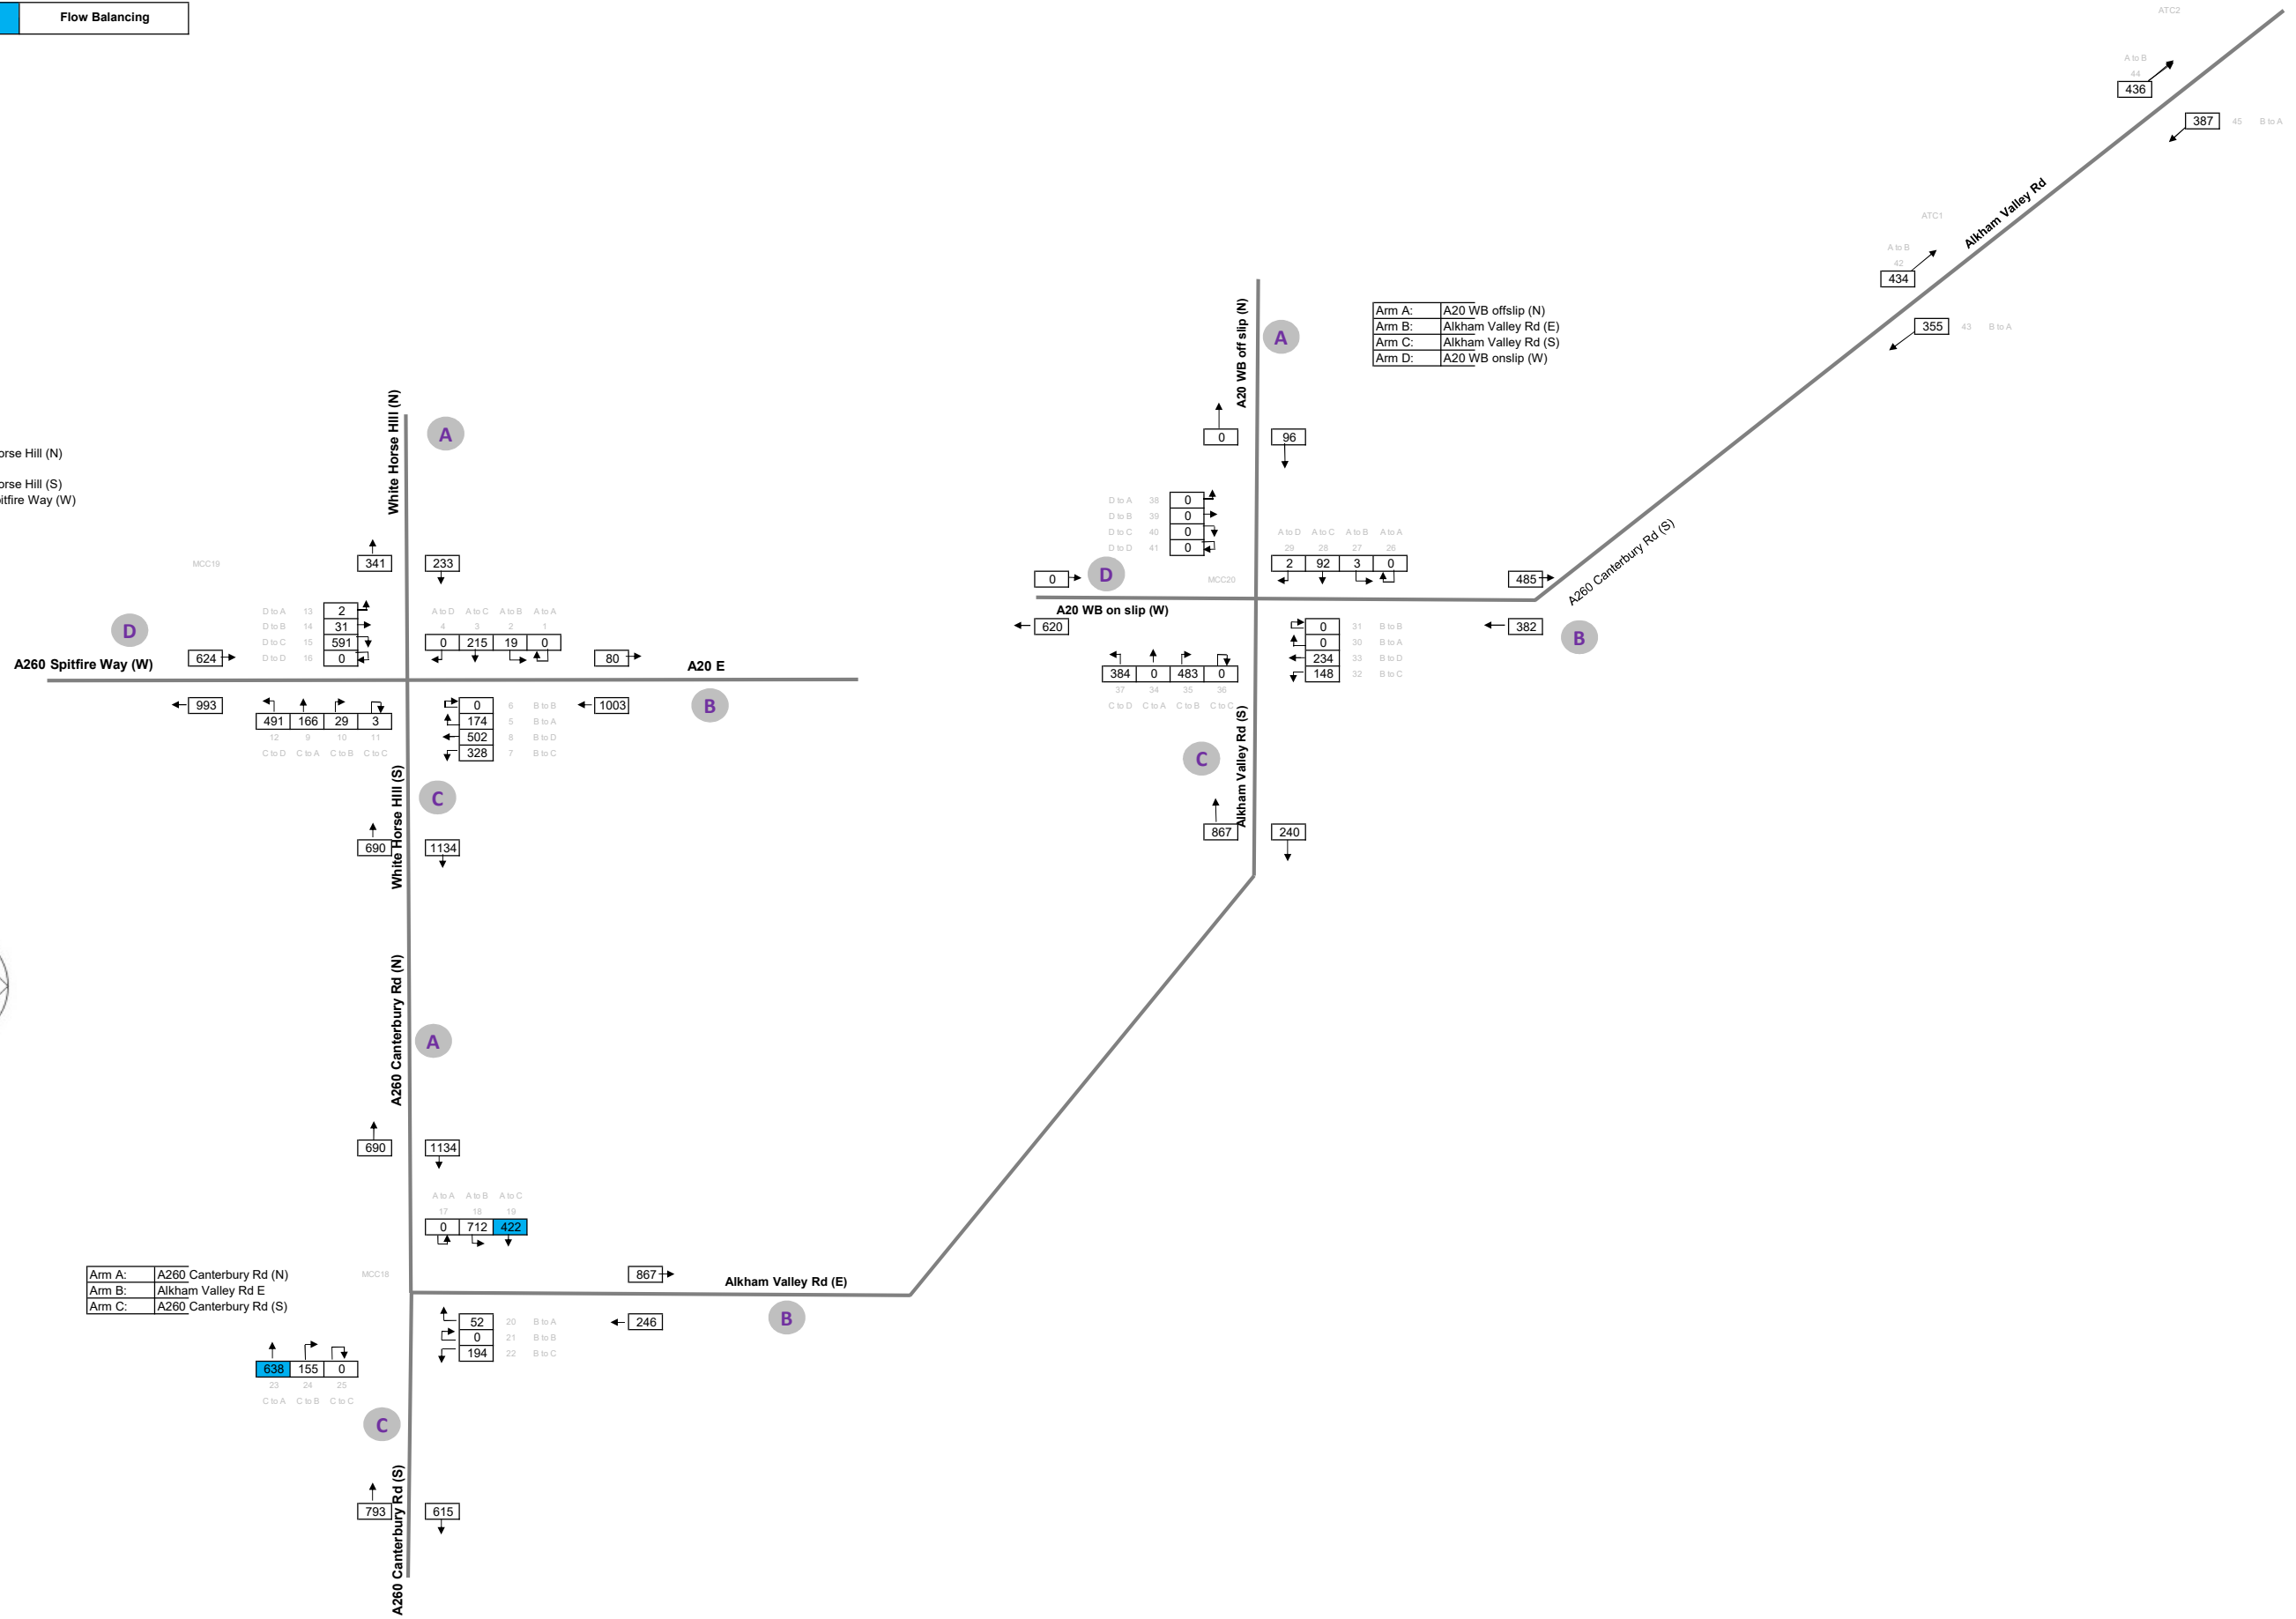 Flow Balancing
ATC2
A to B
44
436
387 45 B to A
Alkham Valley Rd
ATC1
A to B
42
434
355 43 B to A
A20 WB off slip (N)
A
Arm A: A20 WB offslip (N)
Arm B: Alkham Valley Rd (E)
Arm C: Alkham Valley Rd (S)
Arm D: A20 WB onslip (W)
0 96
D to A 38 0
D to B 39 0
D to C 40 0
D to D 41 0
A to D A to C A to B A to A
29 28 27 26
2 92 3 0
D
MCC20
0
485
A260 Canterbury Rd (S)
A20 WB on slip (W)
620
382
B
0 31 B to B
0 30 B to A
234 33 B to D
148 32 B to C
384 0 483 0
37 34 35 36
C to D C to A C to B C to C
Alkham Valley Rd (S)
C
867 240
orse Hill (N)
orse Hill (S)
pitfire Way (W)
White Horse Hill (N)
A
MCC19
341 233
D to A 13 2
D to B 14 31
D to C 15 591
D to D 16 0
A to D A to C A to B A to A
4 3 2 1
0 215 19 0
D
A260 Spitfire Way (W)
624
80
A20 E
993
1003
B
491 166 29 3
12 9 10 11
C to D C to A C to B C to C
0 6 B to B
174 5 B to A
502 8 B to D
328 7 B to C
White Horse Hill (S)
C
690 1134
A260 Canterbury Rd (N)
A
690 1134
A to A A to B A to C
17 18 19
0 712 422
Arm A: A260 Canterbury Rd (N)
Arm B: Alkham Valley Rd E
Arm C: A260 Canterbury Rd (S)
MCC18
867
Alkham Valley Rd (E)
246
B
52 20 B to A
0 21 B to B
194 22 B to C
638 155 0
23 24 25
C to A C to B C to C
C
A260 Canterbury Rd (S)
793 615